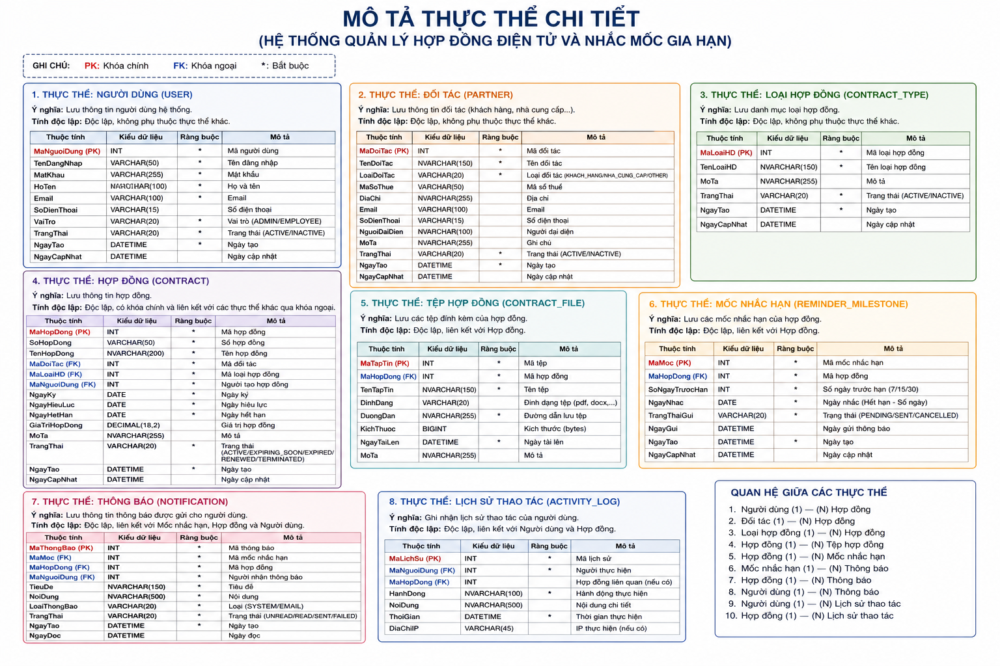 MÔ TẢ THỰC THỂ CHI TIẾT
(HỆ THỐNG QUẢN LÝ HỢP ĐỒNG ĐIỆN TỬ VÀ NHẮC MỐC GIA HẠN)
GHI CHÚ: PK: Khóa chính FK: Khóa ngoại *: Bắt buộc
1. THỰC THỂ: NGƯỜI DÙNG (USER)
Ý nghĩa: Lưu thông tin người dùng hệ thống.
Tính độc lập: Độc lập, không phụ thuộc thực thể khác.
Thuộc tính Kiểu dữ liệu Ràng buộc Mô tả
MaNguoiDung (PK) INT * Mã người dùng
TenDangNhap VARCHAR(50) * Tên đăng nhập
MatKhau VARCHAR(255) * Mật khẩu
HoTen * Họ và tên
Email VARCHAR(100) * Email
SoDienThoai VARCHAR(15) Số điện thoại
VaiTro VARCHAR(20) * Vai trò (ADMIN/EMPLOYEE)
TrangThai VARCHAR(20) * Trang thái (ACTIVE/INACTIVE)
NgayTao DATETIME * Ngày tạo
NgayCapNhat DATETIME Ngày cập nhật
2. THỰC THỂ: ĐỐI TÁC (PARTNER)
Ý nghĩa: Lưu thông tin đối tác (khách hàng, nhà cung cấp...).
Tính độc lập: Độc lập, không phụ thuộc thực thể khác.
Thuộc tính Kiểu dữ liệu Ràng buộc Mô tả
MaDoiTac (PK) INT * Mã đối tác
TenDoiTac NVARCHAR(150) * Tên đối tác
LoaiDoiTac VARCHAR(20) * Loại đối tác (KHACH_HANG/NHA_CUNG_CAP/OTHER)
MaSoThue VARCHAR(50) Mã số thuế
DiaChi NVARCHAR(255) Địa chỉ
Email VARCHAR(100) Email
SoDienThoai VARCHAR(15) Số điện thoại
NguoiDaiDien NVARCHAR(100) Người đại diện
MoTa NVARCHAR(255) Ghi chú
TrangThai VARCHAR(20) * Trạng thái (ACTIVE/INACTIVE)
NgayTao DATETIME * Ngày tạo
NgayCapNhat DATETIME Ngày cập nhật
3. THỰC THỂ: LOẠI HỢP ĐỒNG (CONTRACT_TYPE)
Ý nghĩa: Lưu danh mục loại hợp đồng.
Tính độc lập: Độc lập, không phụ thuộc thực thể khác.
Thuộc tính Kiểu dữ liệu Ràng buộc Mô tả
MaLoaiHD (PK) INT * Mã loại hợp đồng
TenLoaiHD NVARCHAR(150) * Tên loại hợp đồng
MoTa NVARCHAR(255) Mô tả
TrangThai VARCHAR(20) * Trang thái (ACTIVE/INACTIVE)
NgayTao DATETIME * Ngày tạo
NgayCapNhat DATETIME Ngày cập nhật
4. THỰC THỂ: HỢP ĐỒNG (CONTRACT)
Ý nghĩa: Lưu thông tin hợp đồng.
Tính độc lập: Độc lập, có khóa chính và liên kết với các thực thể khác qua khóa ngoại.
Thuộc tính Kiểu dữ liệu Ràng buộc Mô tả
MaHopDong (PK) INT * Mã hợp đồng
SoHopDong VARCHAR(50) * Số hợp đồng
TenHopDong NVARCHAR(200) * Tên hợp đồng
MaDoiTac (FK) INT * Mã đối tác
MaLoaiHD (FK) INT * Mã loại hợp đồng
MaNguoiDung (FK) INT * Người tạo hợp đồng
NgayKy DATE * Ngày ký
NgayHieuLuc DATE * Ngày hiệu lực
NgayHetHan DATE * Ngày hết hạn
GiaTriHopDong DECIMAL(18,2) Giá trị hợp đồng
MoTa NVARCHAR(255) Mô tả
TrangThai VARCHAR(20) * Trang thái
(ACTIVE/EXPIRING_SOON/EXPIRED/
RENEWED/TERMINATED)
NgayTao DATETIME * Ngày tạo
NgayCapNhat DATETIME Ngày cập nhật
5. THỰC THỂ: TỆP HỢP ĐỒNG (CONTRACT_FILE)
Ý nghĩa: Lưu các tệp đính kèm của hợp đồng.
Tính độc lập: Độc lập, liên kết với Hợp đồng.
Thuộc tính Kiểu dữ liệu Ràng buộc Mô tả
MaTapTin (PK) INT * Mã tệp
MaHopDong (FK) INT * Mã hợp đồng
TenTapTin NVARCHAR(150) * Tên tệp
DinhDang VARCHAR(20) Đinh dạng tệp (pdf, docx,...)
DuongDan NVARCHAR(255) * Đường dẫn lưu tệp
KichThuoc BIGINT Kích thước (bytes)
NgayTaiLen DATETIME * Ngày tải lên
MoTa NVARCHAR(255) Mô tả
6. THỰC THỂ: MỐC NHẮC HẠN (REMINDER_MILESTONE)
Ý nghĩa: Lưu các mốc nhắc hạn của hợp đồng.
Tính độc lập: Độc lập, liên kết với Hợp đồng.
Thuộc tính Kiểu dữ liệu Ràng buộc Mô tả
MaMoc (PK) INT * Mã mốc nhắc hạn
MaHopDong (FK) INT * Mã hợp đồng
SoNgayTruocHan INT * Số ngày trước hạn (7/15/30)
NgayNhac DATE * Ngày nhắc (Hết hạn - Số ngày)
TrangThaiGui VARCHAR(20) * Trạng thái (PENDING/SENT/CANCELLED)
NgayGui DATETIME Ngày gửi thông báo
NgayTao DATETIME * Ngày tạo
NgayCapNhat DATETIME Ngày cập nhật
7. THỰC THỂ: THÔNG BÁO (NOTIFICATION)
Ý nghĩa: Lưu thông tin thông báo được gửi cho người dùng.
Tính độc lập: Độc lập, liên kết với Mốc nhắc hạn, Hợp đồng và Người dùng.
Thuộc tính Kiểu dữ liệu Ràng buộc Mô tả
MaThongBao (PK) INT * Mã thông báo
MaMoc (FK) INT * Mã mốc nhắc hạn
MaHopDong (FK) INT * Mã hợp đồng
MaNguoiDung (FK) INT * Người nhận thông báo
TieuDe NVARCHAR(150) * Tiêu đề
NoiDung NVARCHAR(500) * Nội dung
LoaiThongBao VARCHAR(20) * Loại (SYSTEM/EMAIL)
TrangThai VARCHAR(20) * Trạng thái (UNREAD/READ/SENT/FAILED)
NgayTao DATETIME * Ngày tạo
NgayDoc DATETIME Ngày đọc
8. THỰC THỂ: LỊCH SỬ THAO TÁC (ACTIVITY_LOG)
Ý nghĩa: Ghi nhận lịch sử thao tác của người dùng.
Tính độc lập: Độc lập, liên kết với Người dùng và Hợp đồng.
Thuộc tính Kiểu dữ liệu Ràng buộc Mô tả
MaLichSu (PK) INT * Mã lịch sử
MaNguoiDung (FK) INT * Người thực hiện
MaHopDong (FK) INT Hợp đồng liên quan (nếu có)
HanhDong NVARCHAR(100) * Hành động thực hiện
NoiDung NVARCHAR(500) Nội dung chi tiết
ThoiGian DATETIME * Thời gian thực hiện
DiaChiIP VARCHAR(45) IP thực hiện (nếu có)
QUAN HỆ GIỮA CÁC THỰC THỂ
1. Người dùng (1) — (N) Hợp đồng
2. Đối tác (1) — (N) Hợp đồng
3. Loại hợp đồng (1) — (N) Hợp đồng
4. Hợp đồng (1) — (N) Tệp hợp đồng
5. Hợp đồng (1) — (N) Mốc nhắc hạn
6. Mốc nhắc hạn (1) — (N) Thông báo
7. Hợp đồng (1) — (N) Thông báo
8. Người dùng (1) — (N) Thông báo
9. Người dùng (1) — (N) Lịch sử thao tác
10. Hợp đồng (1) — (N) Lịch sử thao tác